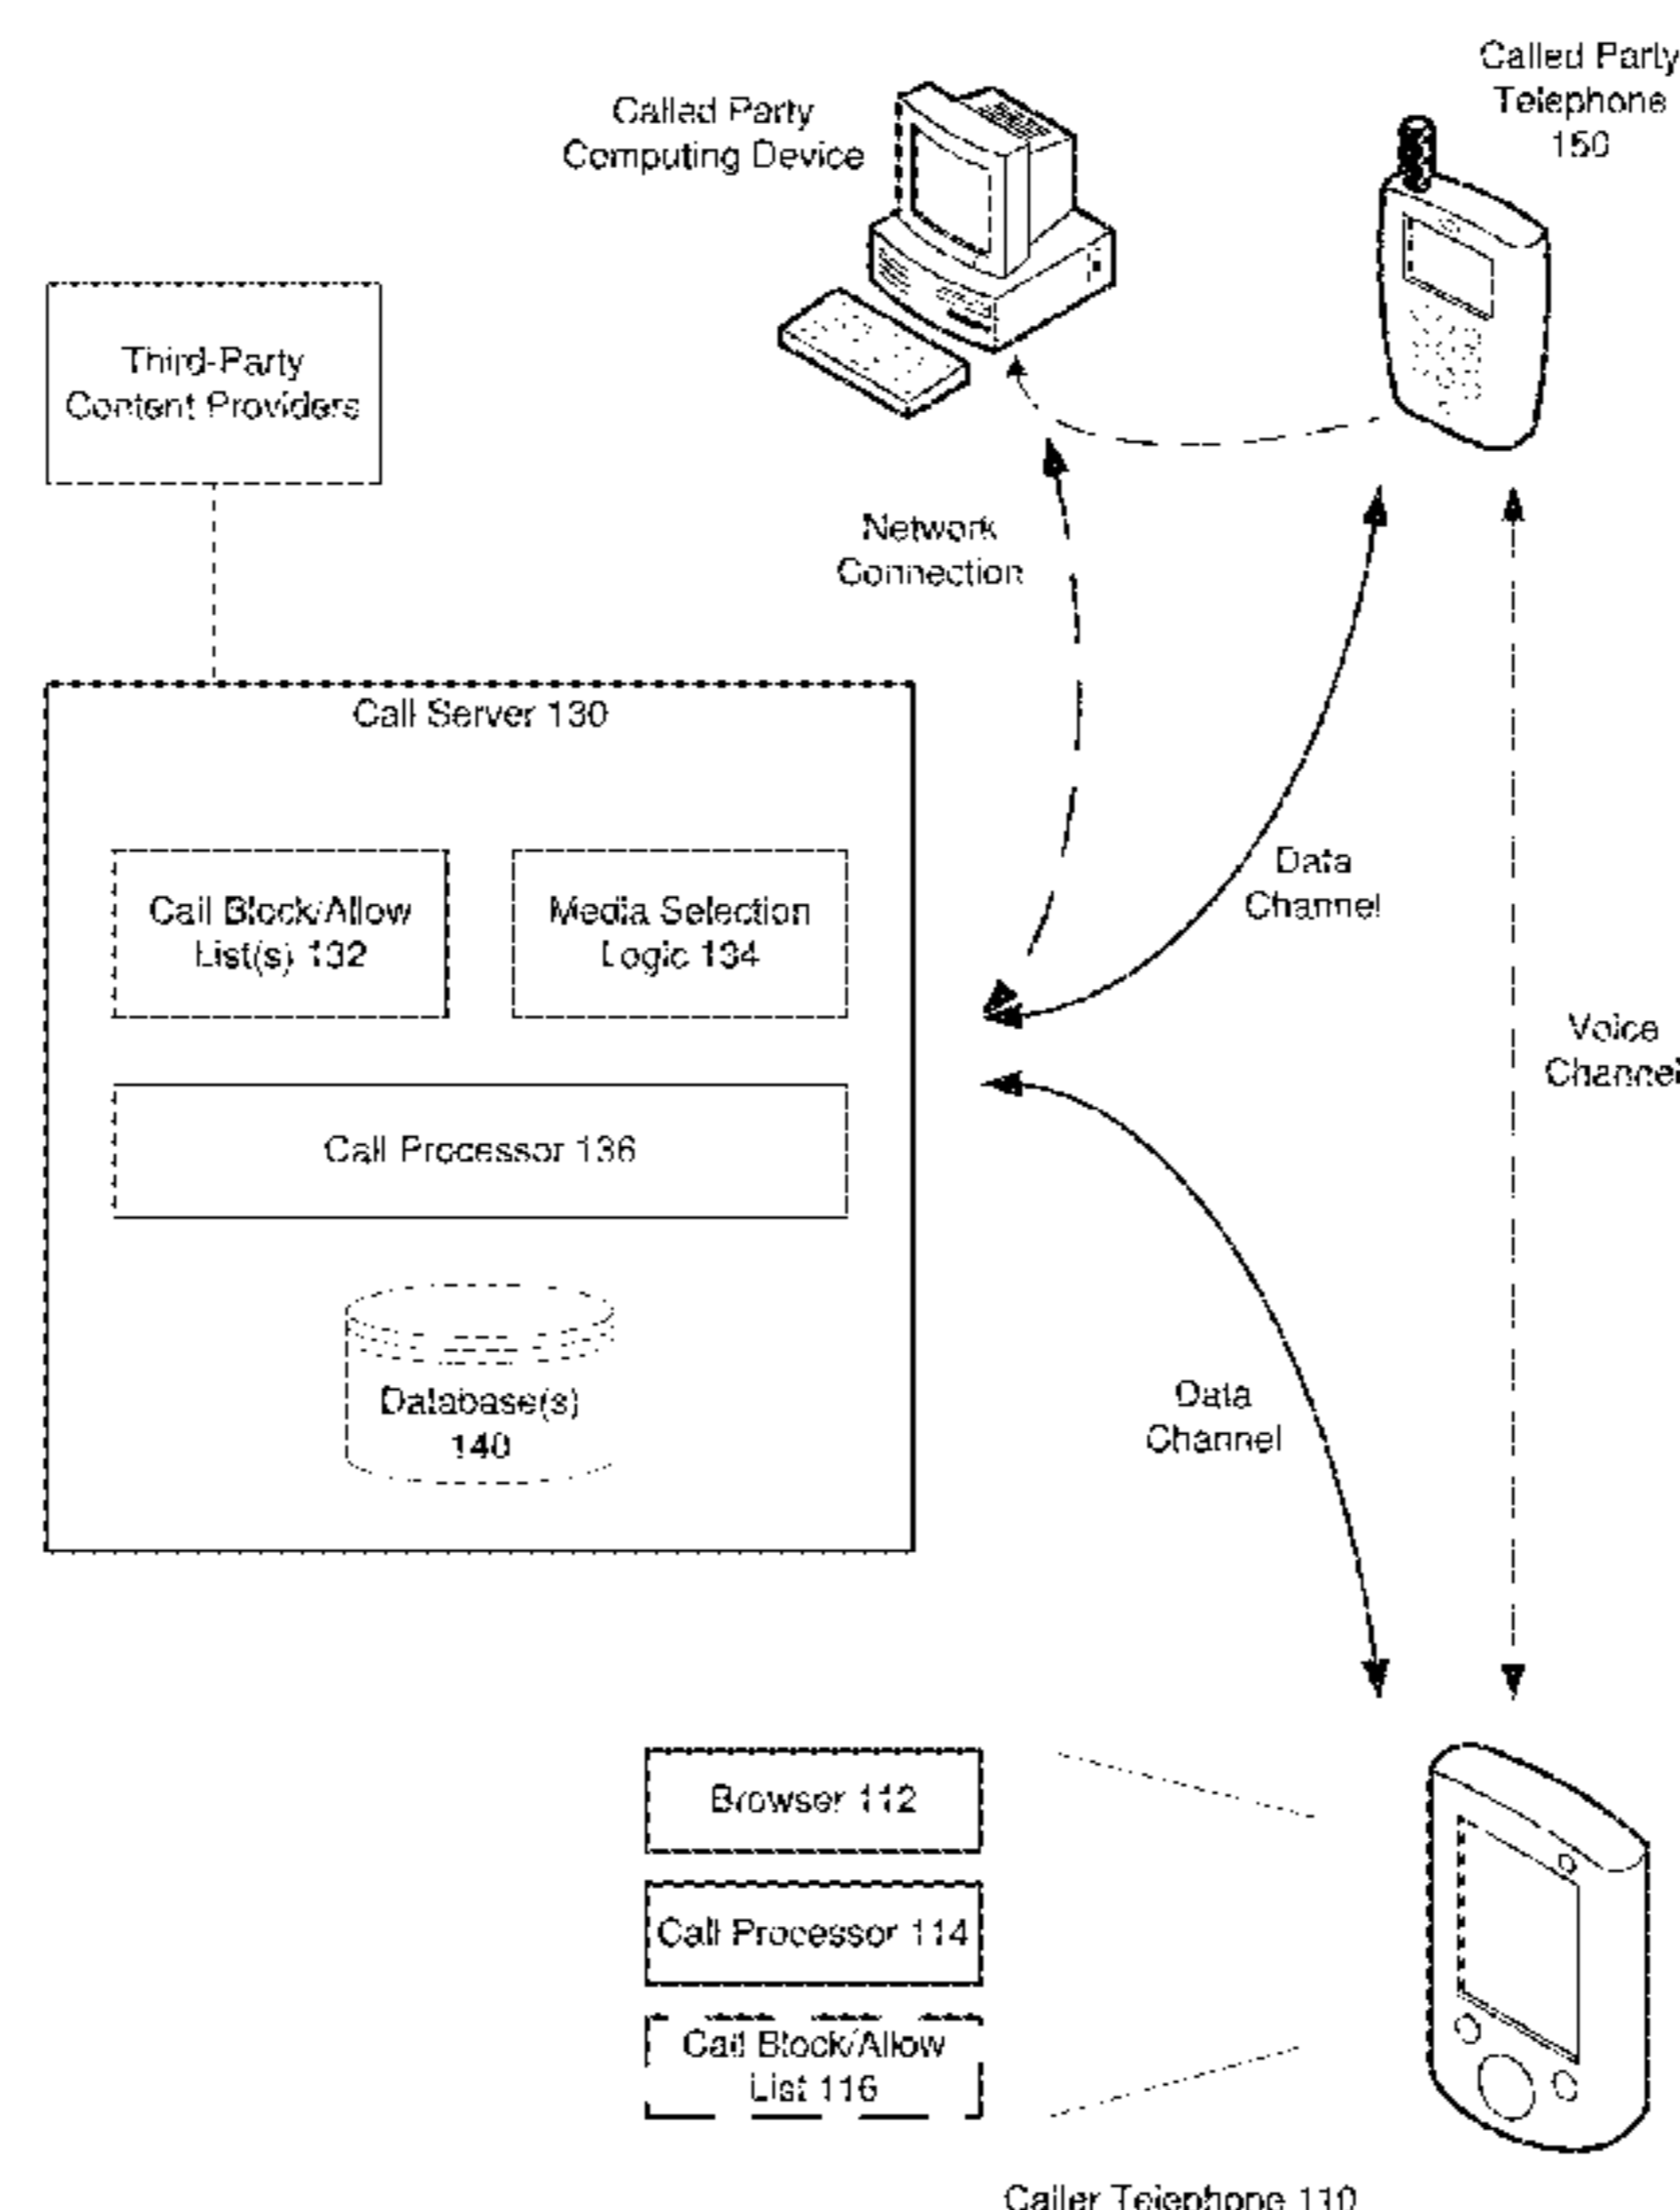 Called Party
Telephone
150
Called Party
Computing Device
Third-Party
Content Providers
Network
Connection
Call Server 130
Data
Channel
Call Block/Allow
List(s) 132
Media Selection
Logic 134
Voice
Channel
Call Processor 136
Database(s)
140
Data
Channel
Browser 112
Call Processor 114
Call Block/Allow
List 116
Caller Telephone 110